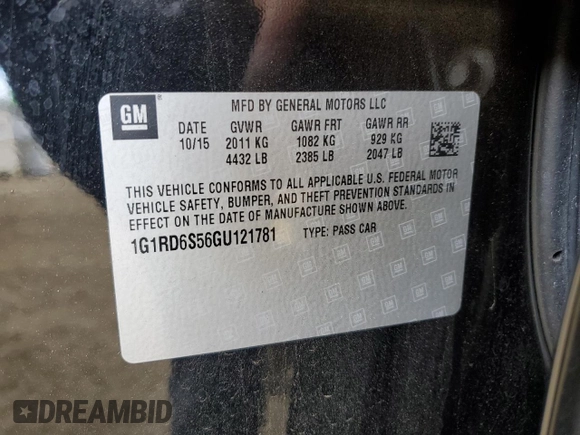 GM
MFD BY GENERAL MOTORS LLC
DATE GVWR GAWR FRT GAWR RR
10/15 2011 KG 1082 KG 929 KG
4432 LB 2385 LB 2047 LB
THIS VEHICLE CONFORMS TO ALL APPLICABLE U.S. FEDERAL MOTOR
VEHICLE SAFETY, BUMPER, AND THEFT PREVENTION STANDARDS IN
EFFECT ON THE DATE OF MANUFACTURE SHOWN ABOVE.
1G1RD6S56GU121781 TYPE: PASS CAR
DREAMBID